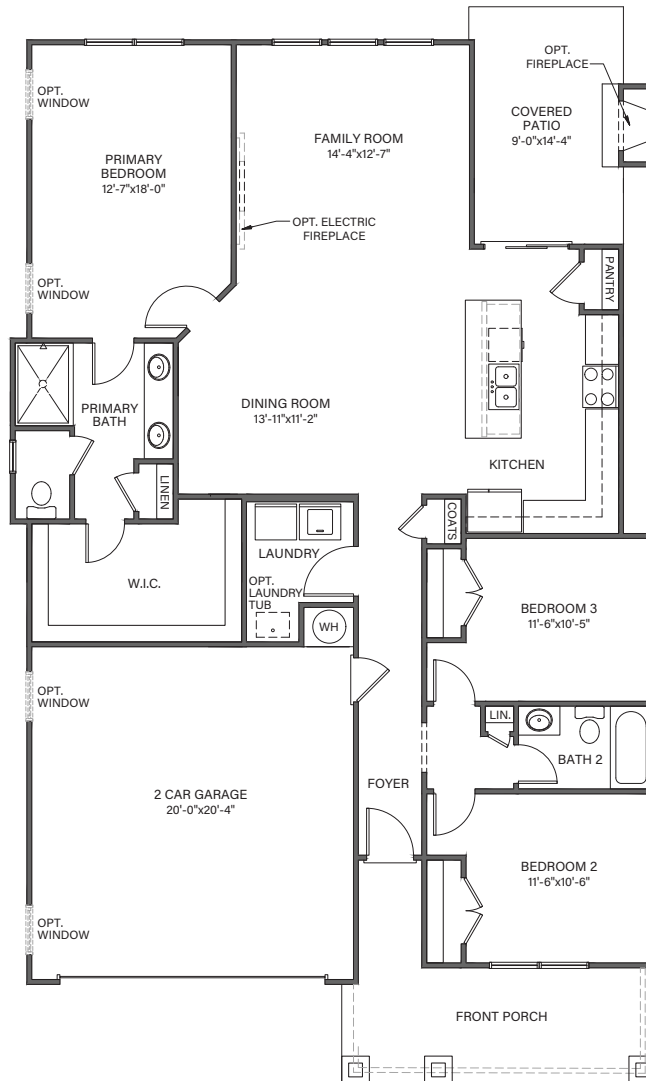 OPT.
FIREPLACE
OPT.
WINDOW
COVERED
PATIO
9'-0"x14'-4"
FAMILY ROOM
14'-4"x12'-7"
PRIMARY
BEDROOM
12'-7"x18'-0"
OPT. ELECTRIC
FIREPLACE
OPT.
WINDOW
PANTRY
PRIMARY
BATH
DINING ROOM
13'-11"x11'-2"
KITCHEN
LINEN
COATS
LAUNDRY
W.I.C.
OPT.
LAUNDRY
TUB
WH
BEDROOM 3
11'-6"x10'-5"
OPT.
WINDOW
LIN.
BATH 2
FOYER
2 CAR GARAGE
20'-0"x20'-4"
BEDROOM 2
11'-6"x10'-6"
OPT.
WINDOW
FRONT PORCH